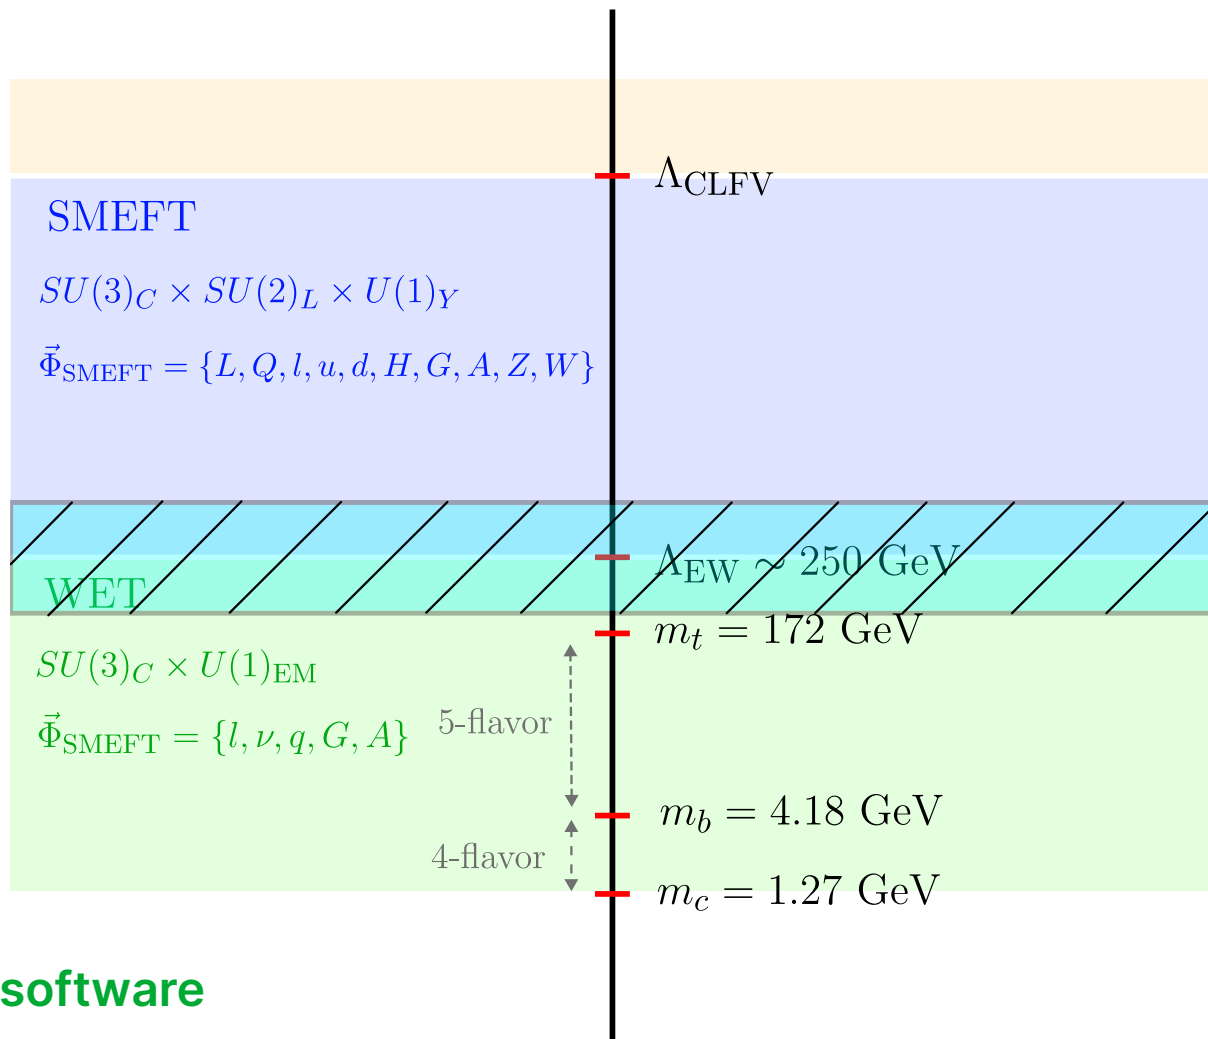 Λ_CLFV
SMEFT
SU(3)_C × SU(2)_L × U(1)_Y
Φ⃗_SMEFT = {L, Q, l, u, d, H, G, A, Z, W}
Λ_EW ∼ 250 GeV
WET
m_t = 172 GeV
SU(3)_C × U(1)_EM
5-flavor
Φ⃗_SMEFT = {l, ν, q, G, A}
m_b = 4.18 GeV
4-flavor
m_c = 1.27 GeV
software